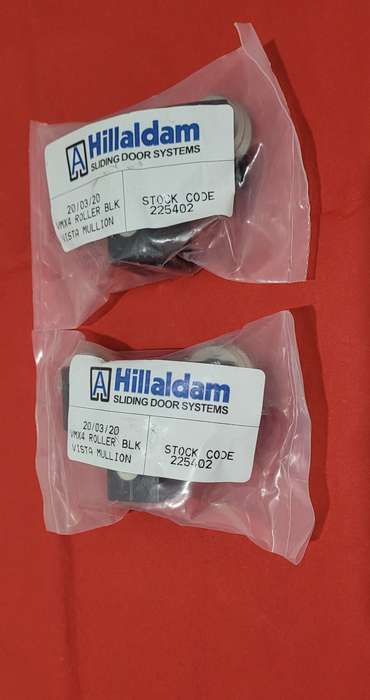 A Hillaldam
SLIDING DOOR SYSTEMS
20/03/20
VMX4 ROLLER BLK
VISTA MULLION
STOCK CODE
225402
A Hillaldam
SLIDING DOOR SYSTEMS
20/03/20
VMX4 ROLLER BLK
VISTA MULLION
STOCK CODE
225402